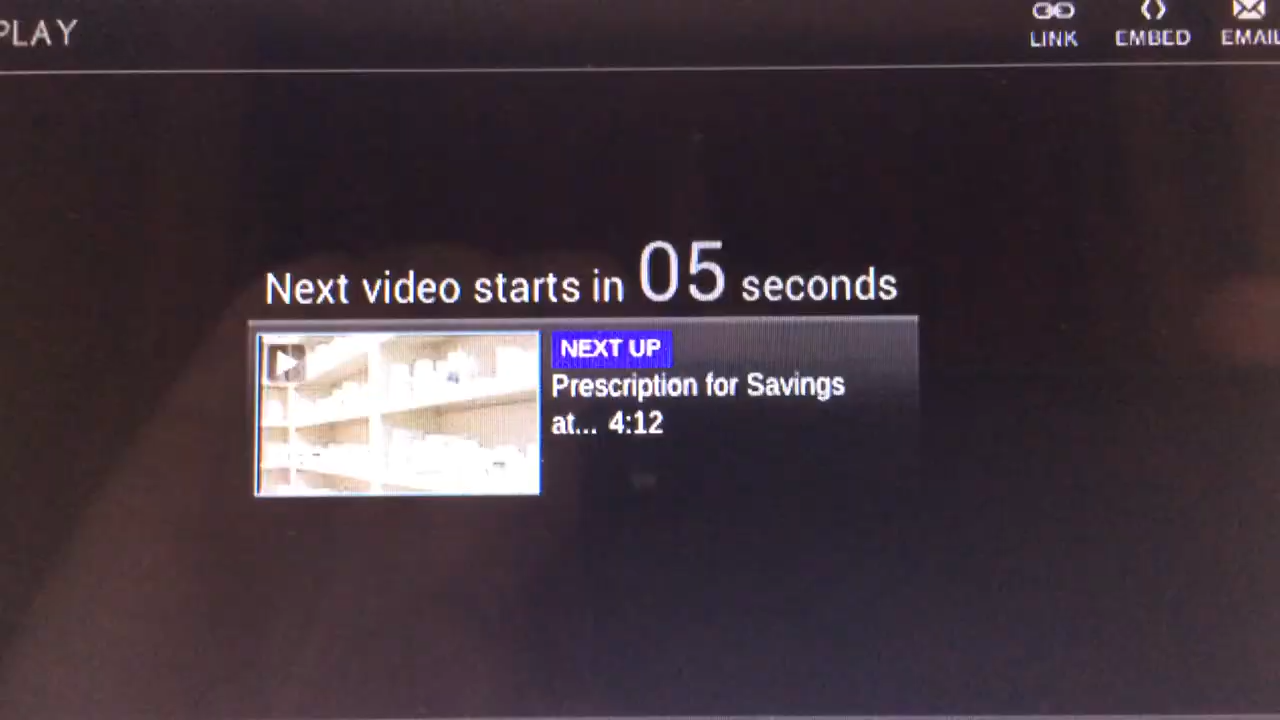 PLAY
LINK EMBED EMAIL
Next video starts in 05 seconds
NEXT UP
Prescription for Savings
at... 4:12